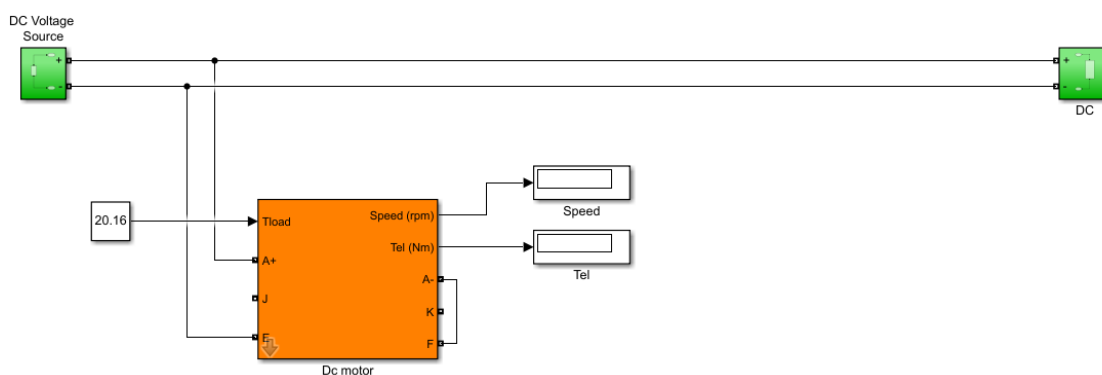 DC Voltage
Source
+
-
+
-
DC
20.16
Tload
A+
J
E
Speed (rpm)
Tel (Nm)
A-
K
F
Dc motor
Speed
Tel